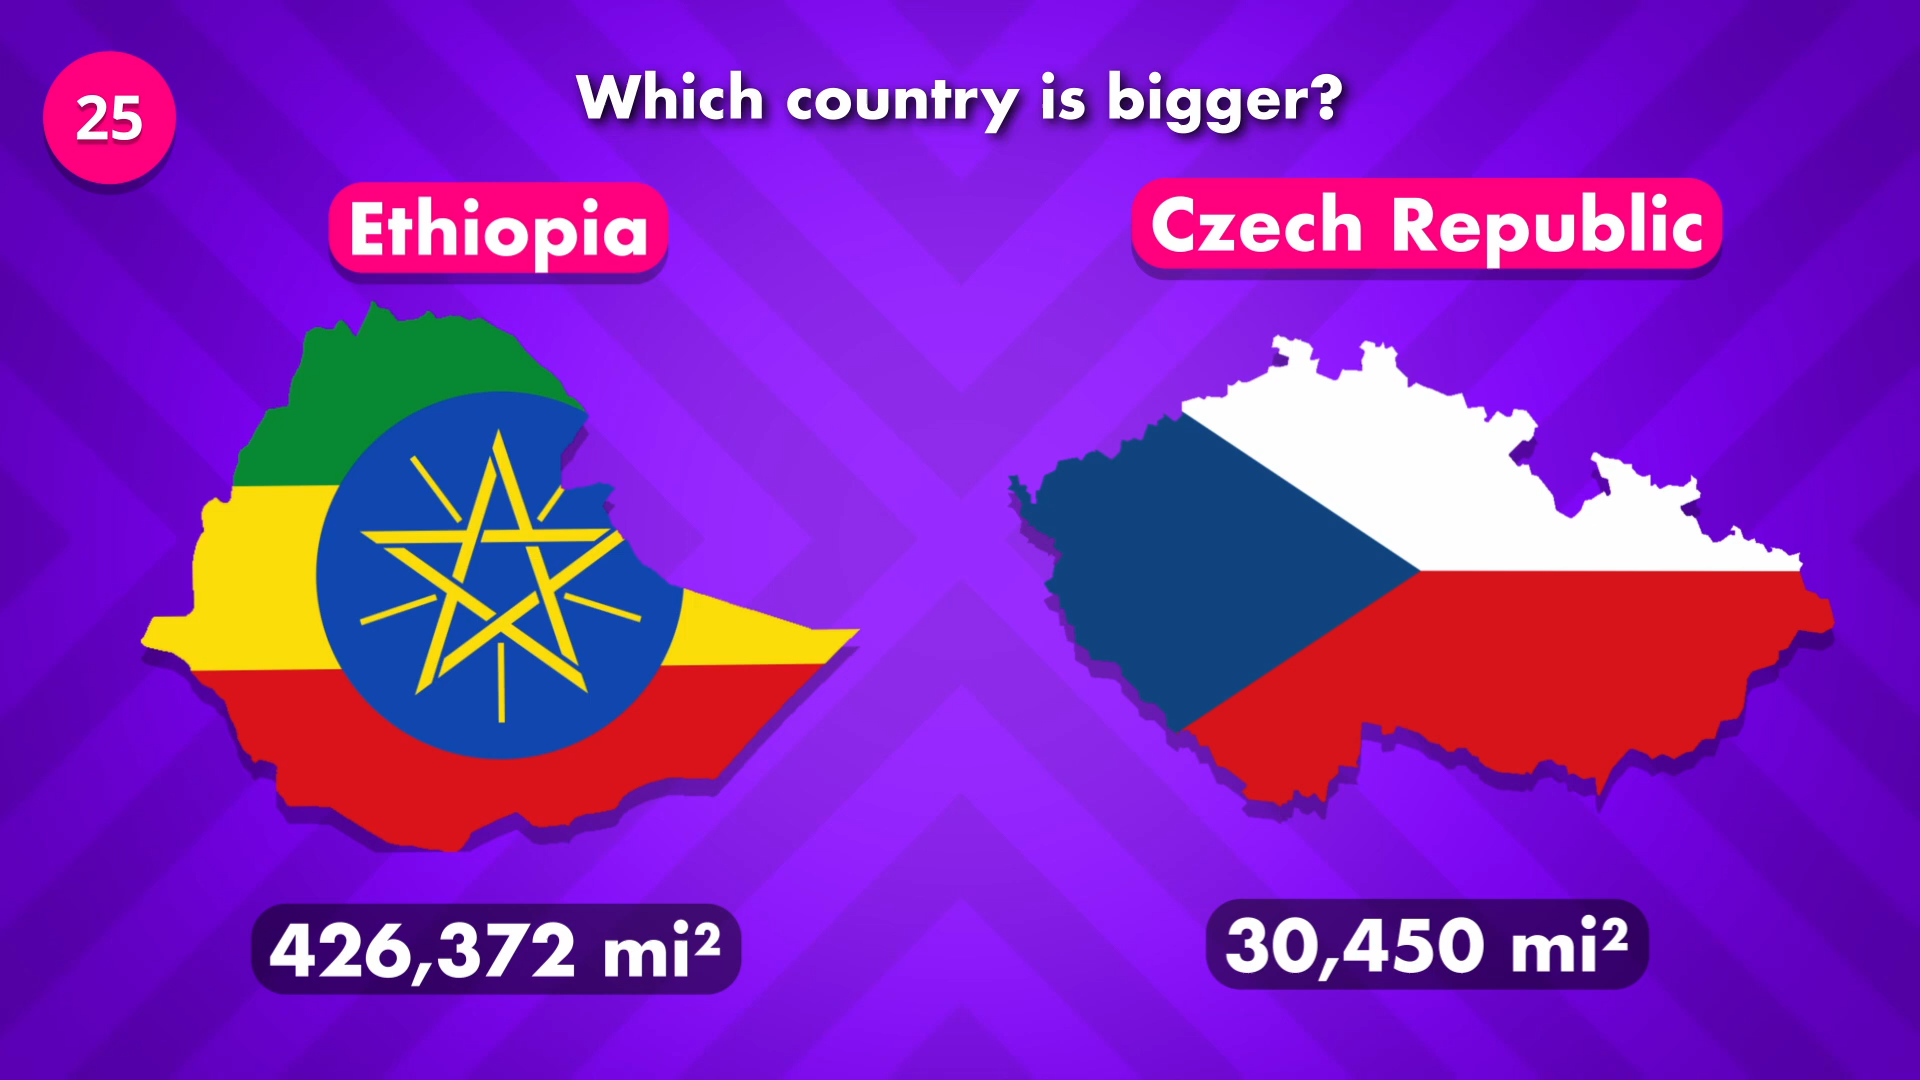 25
Which country is bigger?
Ethiopia
Czech Republic
426,372 mi²
30,450 mi²